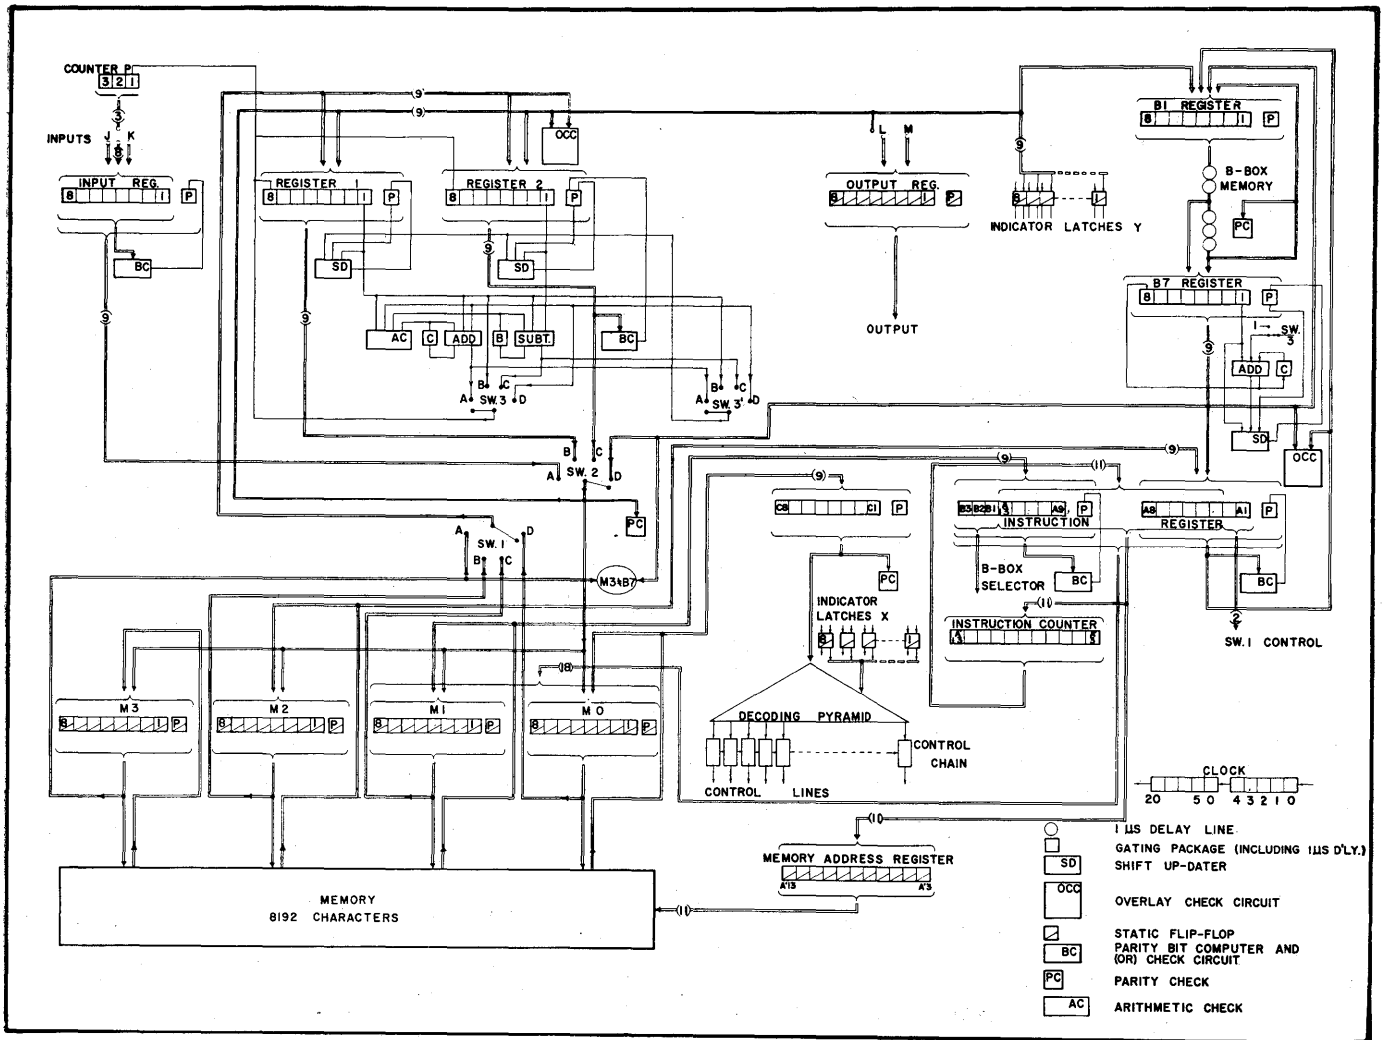 COUNTER P
3 2 1
(3)
INPUTS J K
(8)
INPUT REG.
8 1 P
BC
(9)
(9)
(9)
OCC
REGISTER 1
8 1 P
REGISTER 2
8 1 P
SD
SD
(9)
(9)
AC C ADD B SUBT. BC
A B C D
SW.3
A B C D
SW. 3'
L M
OUTPUT REG.
8 1 P
OUTPUT
(9)
8 1
INDICATOR LATCHES Y
B1 REGISTER
8 1 P
B-BOX
MEMORY
PC
B7 REGISTER
8 1 P
(9)
1→ SW.
3
ADD C
SD
OCC
A B C D
SW. 2
PC
A B C D
SW. 1
M3¢B7
(9)
C8 C1 P
PC
(9)
(11)
(9)
B3 B2 B1 A9 P
INSTRUCTION
A8 A1 P
REGISTER
B-BOX
SELECTOR
BC
BC
(11)
INSTRUCTION COUNTER
(2)
SW.1 CONTROL
INDICATOR
LATCHES X
8 1
DECODING PYRAMID
CONTROL
CHAIN
CONTROL LINES
(18)
M3
8 1 P
M2
8 1 P
M1
8 1 P
M0
8 1 P
(11)
MEMORY ADDRESS REGISTER
A'13 A'3
(11)
MEMORY
8192 CHARACTERS
CLOCK
20 5 0 4 3 2 1 0
1 µS DELAY LINE
GATING PACKAGE (INCLUDING 1µS D'LY.)
SD SHIFT UP-DATER
OCC OVERLAY CHECK CIRCUIT
STATIC FLIP-FLOP
BC PARITY BIT COMPUTER AND
(OR) CHECK CIRCUIT
PC PARITY CHECK
AC ARITHMETIC CHECK